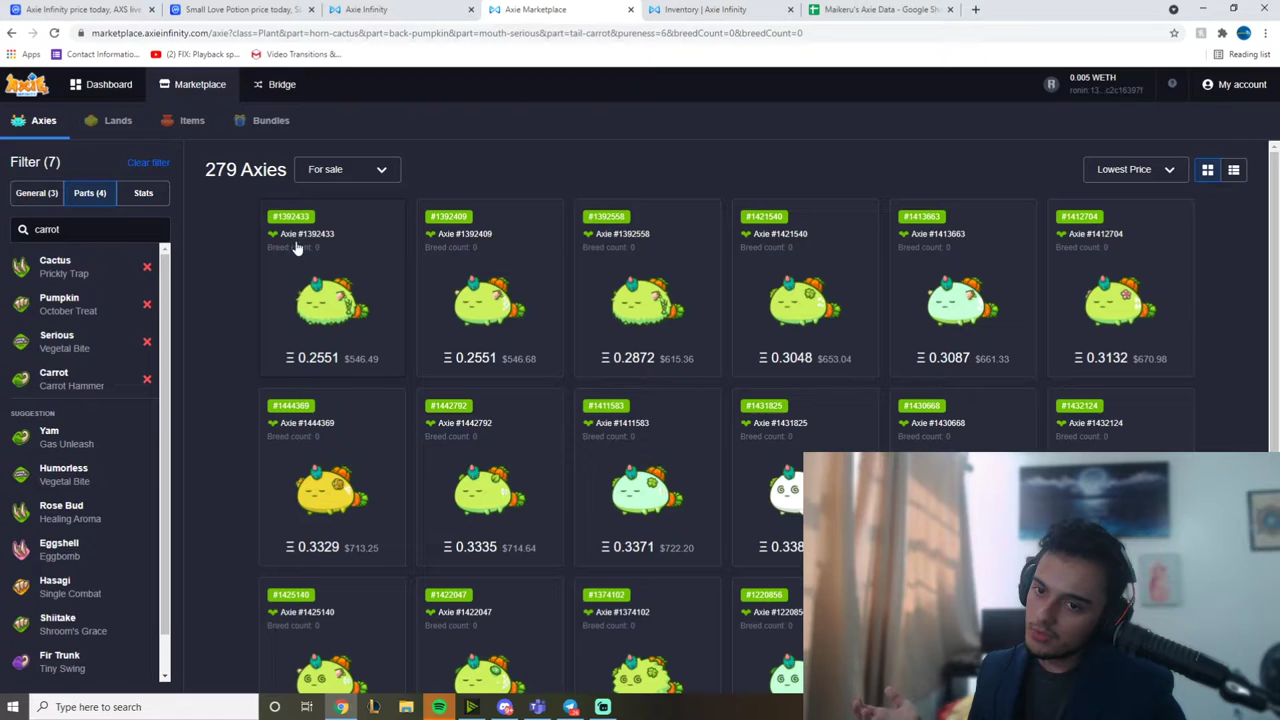 Axie Infinity price today, AXS live
Small Love Potion price today, S
Axie Infinity
Axie Marketplace
Inventory | Axie Infinity
Maikeru's Axie Data - Google Sh
marketplace.axieinfinity.com/axie?class=Plant&part=horn-cactus&part=back-pumpkin&part=mouth-serious&part=tail-carrot&pureness=6&breedCount=0&breedCount=0
Apps
Contact Informatio...
(2) FIX: Playback sp...
Video Transitions &...
Reading list
AXIE
Dashboard
Marketplace
Bridge
0.005 WETH
ronin:13...c2c16397f
My account
Axies
Lands
Items
Bundles
Filter (7)
Clear filter
279 Axies
For sale
Lowest Price
General (3)
Parts (4)
Stats
carrot
Cactus
Prickly Trap
Pumpkin
October Treat
Serious
Vegetal Bite
Carrot
Carrot Hammer
SUGGESTION
Yam
Gas Unleash
Humorless
Vegetal Bite
Rose Bud
Healing Aroma
Eggshell
Eggbomb
Hasagi
Single Combat
Shiitake
Shroom's Grace
Fir Trunk
Tiny Swing
#1392433
Axie #1392433
Breed count: 0
Ξ 0.2551 $546.49
#1392409
Axie #1392409
Breed count: 0
Ξ 0.2551 $546.68
#1392558
Axie #1392558
Breed count: 0
Ξ 0.2872 $615.36
#1421540
Axie #1421540
Breed count: 0
Ξ 0.3048 $653.04
#1413663
Axie #1413663
Breed count: 0
Ξ 0.3087 $661.33
#1412704
Axie #1412704
Breed count: 0
Ξ 0.3132 $670.98
#1444369
Axie #1444369
Breed count: 0
Ξ 0.3329 $713.25
#1442792
Axie #1442792
Breed count: 0
Ξ 0.3335 $714.64
#1411583
Axie #1411583
Breed count: 0
Ξ 0.3371 $722.20
#1431825
Axie #1431825
Breed count: 0
Ξ 0.338
#1430668
Axie #1430668
Breed count: 0
#1432124
Axie #1432124
Breed count: 0
#1425140
Axie #1425140
Breed count: 0
#1422047
Axie #1422047
Breed count: 0
#1374102
Axie #1374102
Breed count: 0
#1220856
Axie #1220856
Breed count: 0
Type here to search